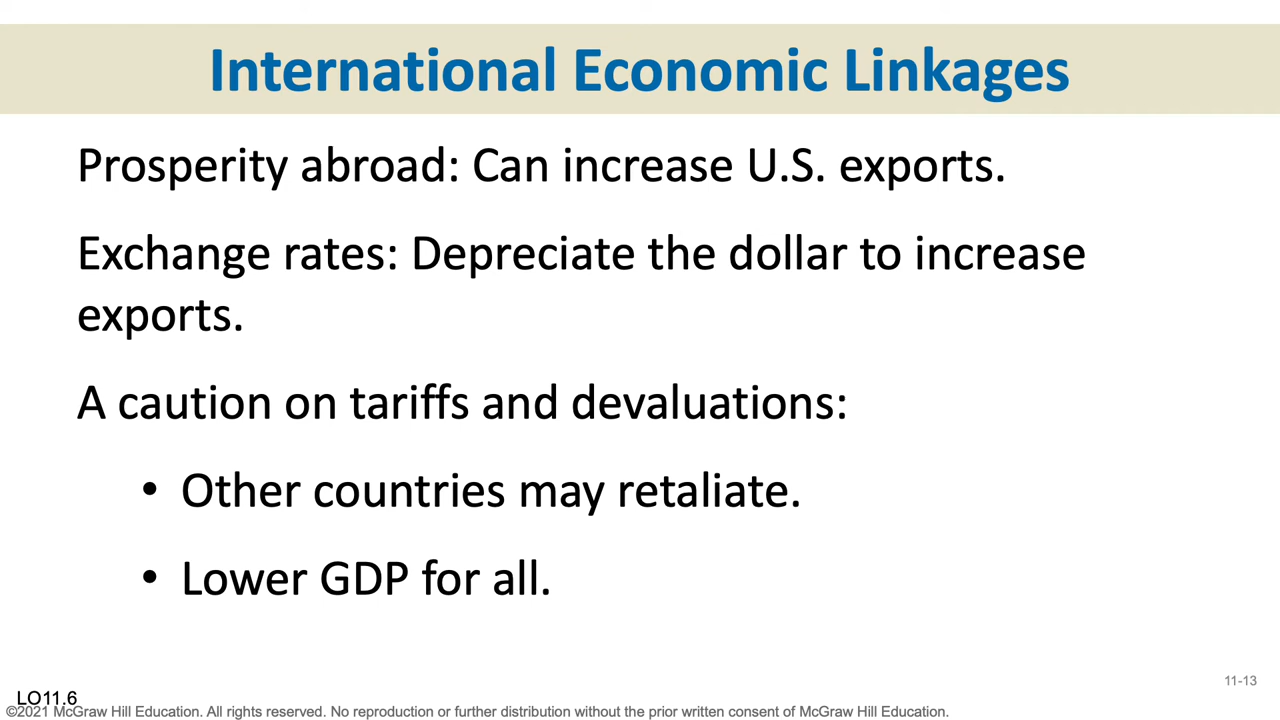 International Economic Linkages
Prosperity abroad: Can increase U.S. exports.
Exchange rates: Depreciate the dollar to increase
exports.
A caution on tariffs and devaluations:
• Other countries may retaliate.
• Lower GDP for all.
11-13
LO11.6
©2021 McGraw Hill Education. All rights reserved. No reproduction or further distribution without the prior written consent of McGraw Hill Education.